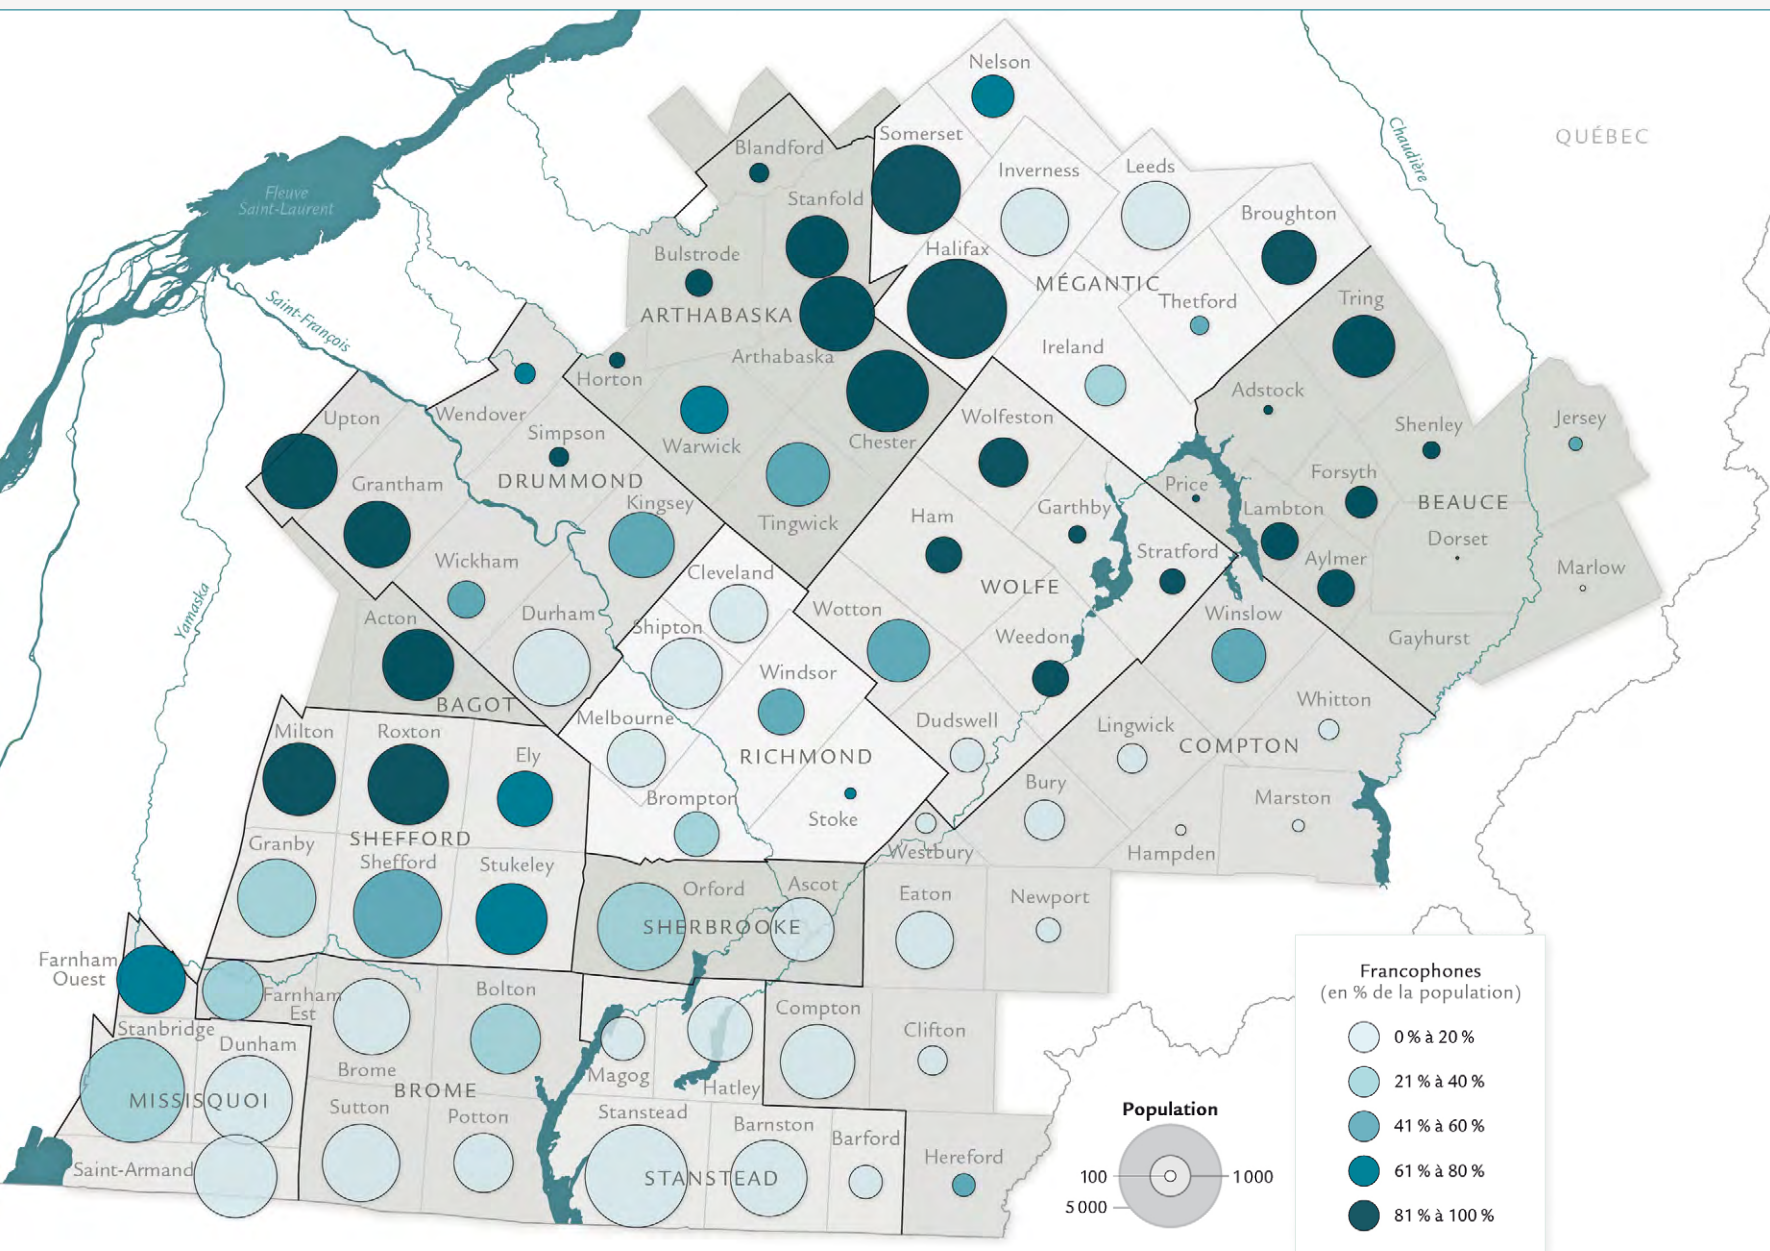 Nelson
Chaudière
QUÉBEC
Somerset
Blandford
Inverness
Leeds
Fleuve
Saint-Laurent
Stanfold
Broughton
Bulstrode
Halifax
MÉGANTIC
Tring
Thetford
Saint-François
ARTHABASKA
Arthabaska
Ireland
Horton
Adstock
Upton
Wendover
Wolfeston
Jersey
Shenley
Simpson
Warwick
Chester
Forsyth
DRUMMOND
Grantham
Price
Kingsey
BEAUCE
Garthby
Lambton
Ham
Tingwick
Dorset
Stratford
Aylmer
Wickham
Marlow
Cleveland
WOLFE
Yamaska
Wotton
Winslow
Durham
Acton
Shipton
Weedon
Gayhurst
Windsor
BAGOT
Whitton
Melbourne
Dudswell
Lingwick
Milton
Roxton
COMPTON
Ely
RICHMOND
Bury
Brompton
Marston
Stoke
SHEFFORD
Granby
Westbury
Hampden
Shefford
Stukeley
Orford
Ascot
Eaton
Newport
SHERBROOKE
Farnham
Ouest
Farnham
Est
Bolton
Compton
Stanbridge
Dunham
Clifton
Brome
Magog
Hatley
BROME
MISSISQUOI
Sutton
Potton
Stanstead
Barnston
Barford
Saint-Armand
STANSTEAD
Hereford
Population
100
1 000
5 000
Francophones
(en % de la population)
0 % à 20 %
21 % à 40 %
41 % à 60 %
61 % à 80 %
81 % à 100 %